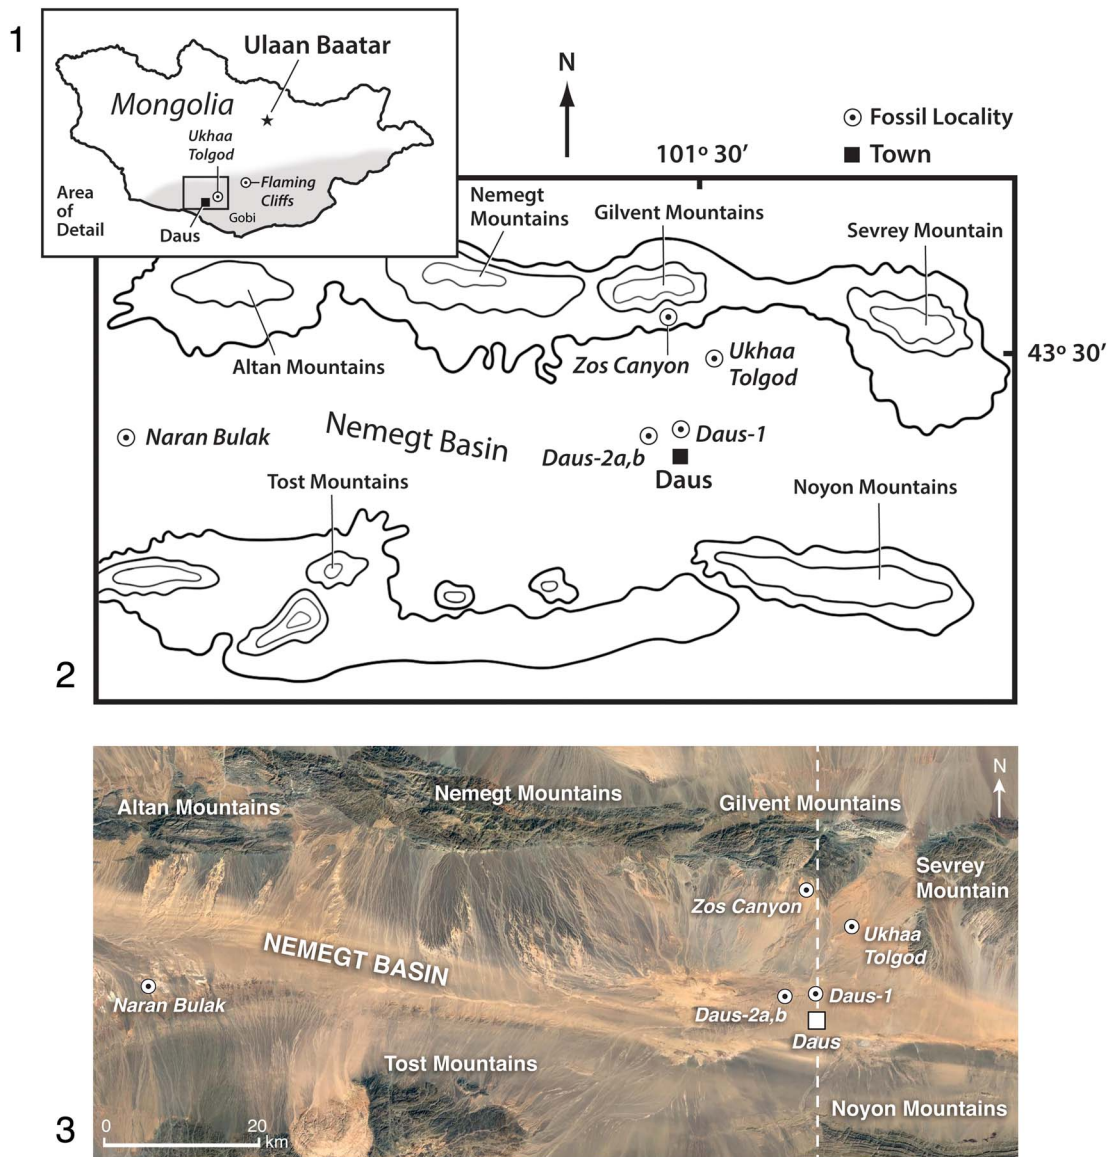 1
Ulaan Baatar
Mongolia
Ukhaa
Tolgod
Flaming
Cliffs
Area
of
Detail
Gobi
Daus
N
Fossil Locality
Town
101º 30’
Nemegt
Mountains
Gilvent Mountains
Sevrey Mountain
43º 30’
Altan Mountains
Zos Canyon
Ukhaa
Tolgod
Naran Bulak
Nemegt Basin
Daus-1
Daus-2a,b
Daus
Tost Mountains
Noyon Mountains
2
N
Altan Mountains
Nemegt Mountains
Gilvent Mountains
Sevrey
Mountain
Zos Canyon
Ukhaa
Tolgod
NEMEGT BASIN
Naran Bulak
Daus-1
Daus-2a,b
Daus
Tost Mountains
Noyon Mountains
0
20
km
3